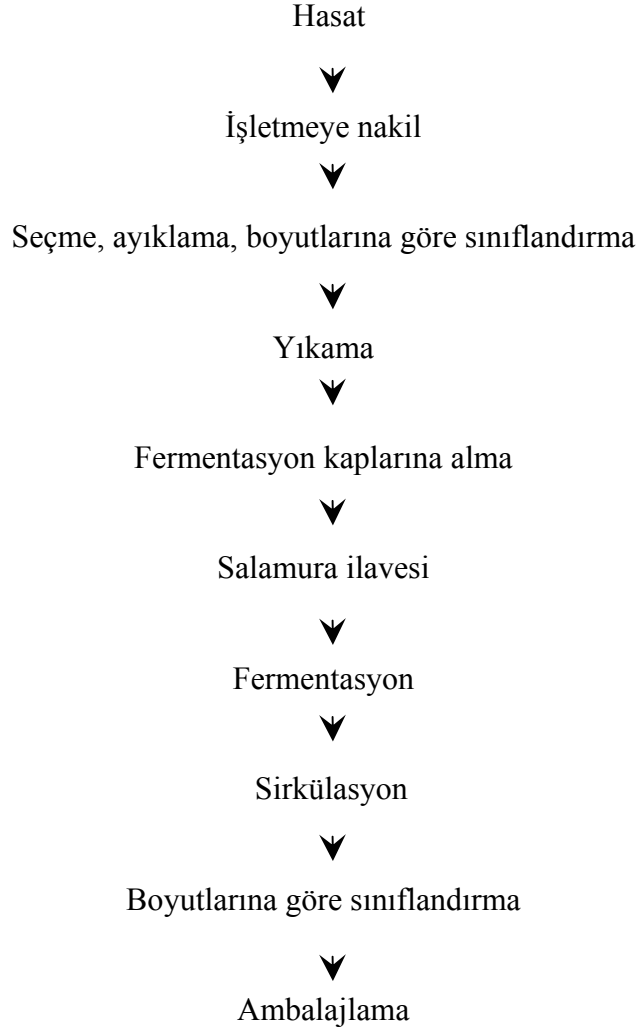 Hasat
İşletmeye nakil
Seçme, ayıklama, boyutlarına göre sınıflandırma
Yıkama
Fermentasyon kaplarına alma
Salamura ilavesi
Fermentasyon
Sirkülasyon
Boyutlarına göre sınıflandırma
Ambalajlama